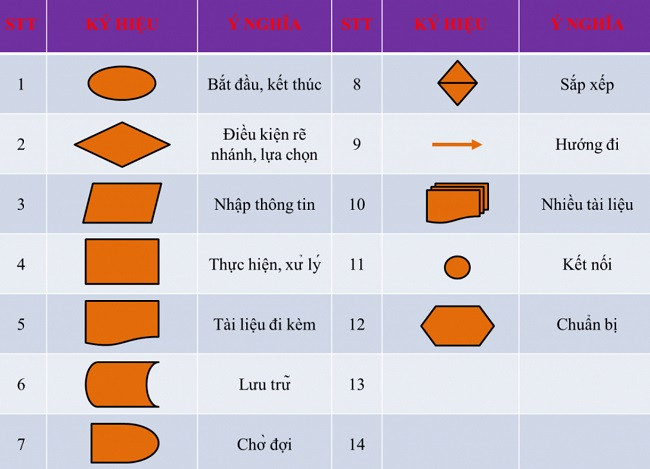 STT KÝ HIỆU Ý NGHĨA STT KÝ HIỆU Ý NGHĨA
1 Bắt đầu, kết thúc 8 Sắp xếp
2 Điều kiện rẽ nhánh, lựa chọn 9 Hướng đi
3 Nhập thông tin 10 Nhiều tài liệu
4 Thực hiện, xử lý 11 Kết nối
5 Tài liệu đi kèm 12 Chuẩn bị
6 Lưu trữ 13
7 Chờ đợi 14